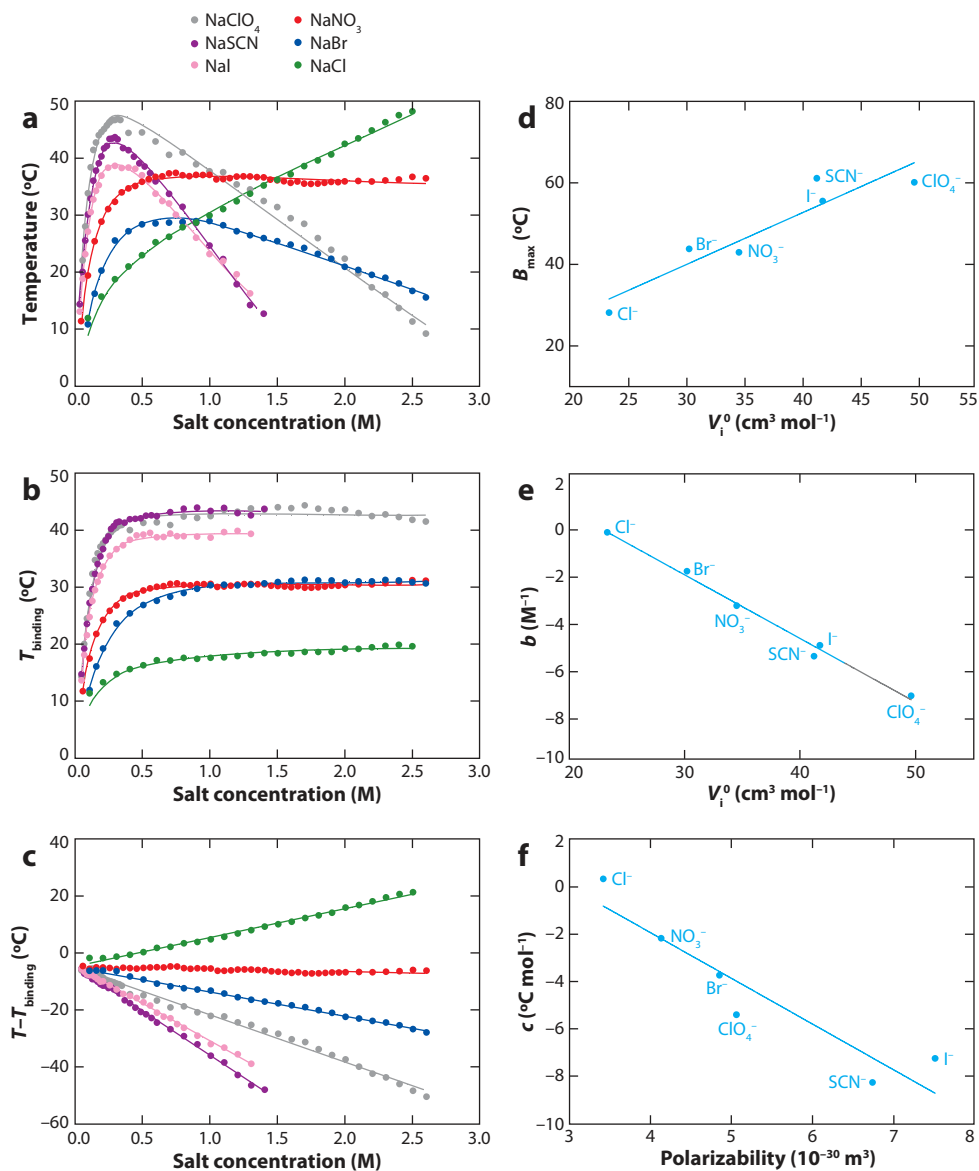 NaClO₄ NaNO₃
NaSCN NaBr
NaI NaCl
a
Temperature (ºC)
50
40
30
20
10
0
0 0.5 1.0 1.5 2.0 2.5 3.0
Salt concentration (M)
d
Bmax (ºC)
80
60
40
20
SCN⁻
I⁻
ClO₄⁻
Br⁻
NO₃⁻
Cl⁻
20 25 30 35 40 45 50 55
Vᵢ⁰ (cm³ mol⁻¹)
b
Tbinding (ºC)
50
40
30
20
10
0
0 0.5 1.0 1.5 2.0 2.5 3.0
Salt concentration (M)
e
b (M⁻¹)
2
0
−2
−4
−6
−8
−10
Cl⁻
Br⁻
NO₃⁻
I⁻
SCN⁻
ClO₄⁻
20 30 40 50
Vᵢ⁰ (cm³ mol⁻¹)
c
T−Tbinding (ºC)
40
20
0
−20
−40
−60
0 0.5 1.0 1.5 2.0 2.5 3.0
Salt concentration (M)
f
c (ºC mol⁻¹)
2
0
−2
−4
−6
−8
−10
Cl⁻
NO₃⁻
Br⁻
ClO₄⁻
I⁻
SCN⁻
3 4 5 6 7 8
Polarizability (10⁻³⁰ m³)